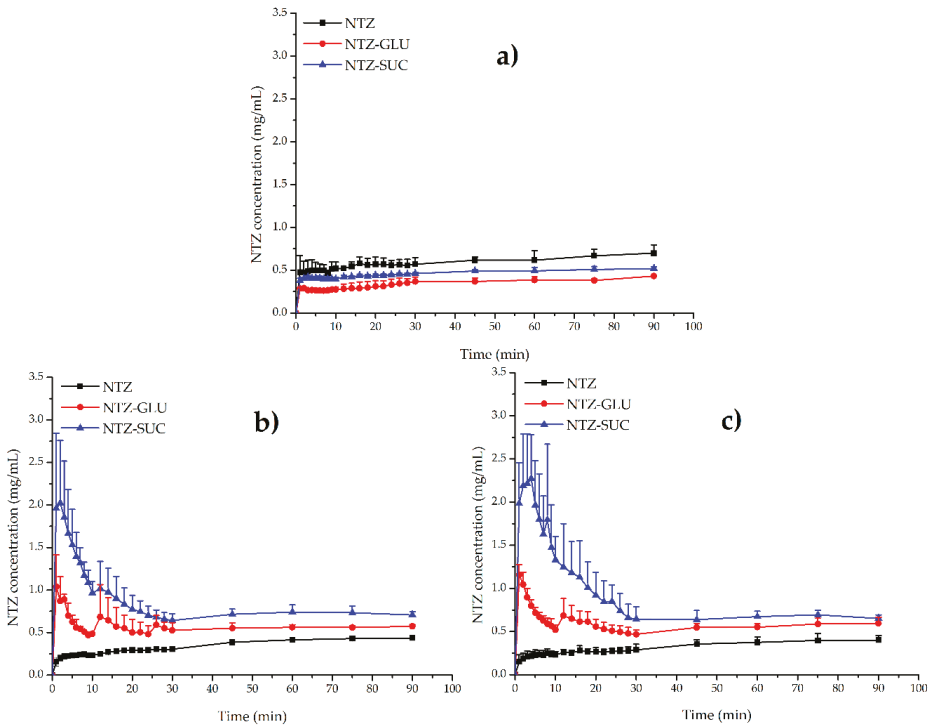 NTZ
NTZ-GLU
NTZ-SUC
a)
NTZ concentration (mg/mL)
3.5
3.0
2.5
2.0
1.5
1.0
0.5
0.0
0 10 20 30 40 50 60 70 80 90 100
Time (min)
NTZ
NTZ-GLU
NTZ-SUC
b)
NTZ concentration (mg/mL)
3.5
3.0
2.5
2.0
1.5
1.0
0.5
0.0
0 10 20 30 40 50 60 70 80 90 100
Time (min)
NTZ
NTZ-GLU
NTZ-SUC
c)
NTZ concentration (mg/mL)
3.5
3.0
2.5
2.0
1.5
1.0
0.5
0.0
0 10 20 30 40 50 60 70 80 90 100
Time (min)